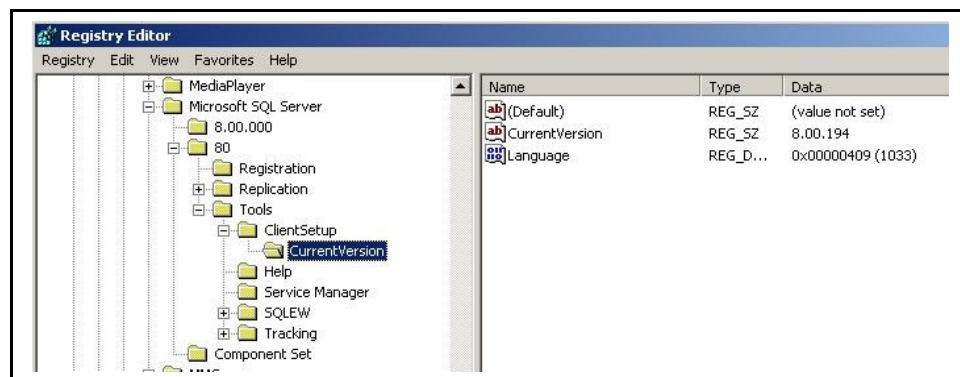 Registry Editor
Registry Edit View Favorites Help
MediaPlayer
Microsoft SQL Server
8.00.000
80
Registration
Replication
Tools
ClientSetup
CurrentVersion
Help
Service Manager
SQLEW
Tracking
Component Set
Name Type Data
(Default) REG_SZ (value not set)
CurrentVersion REG_SZ 8.00.194
Language REG_D... 0x00000409 (1033)